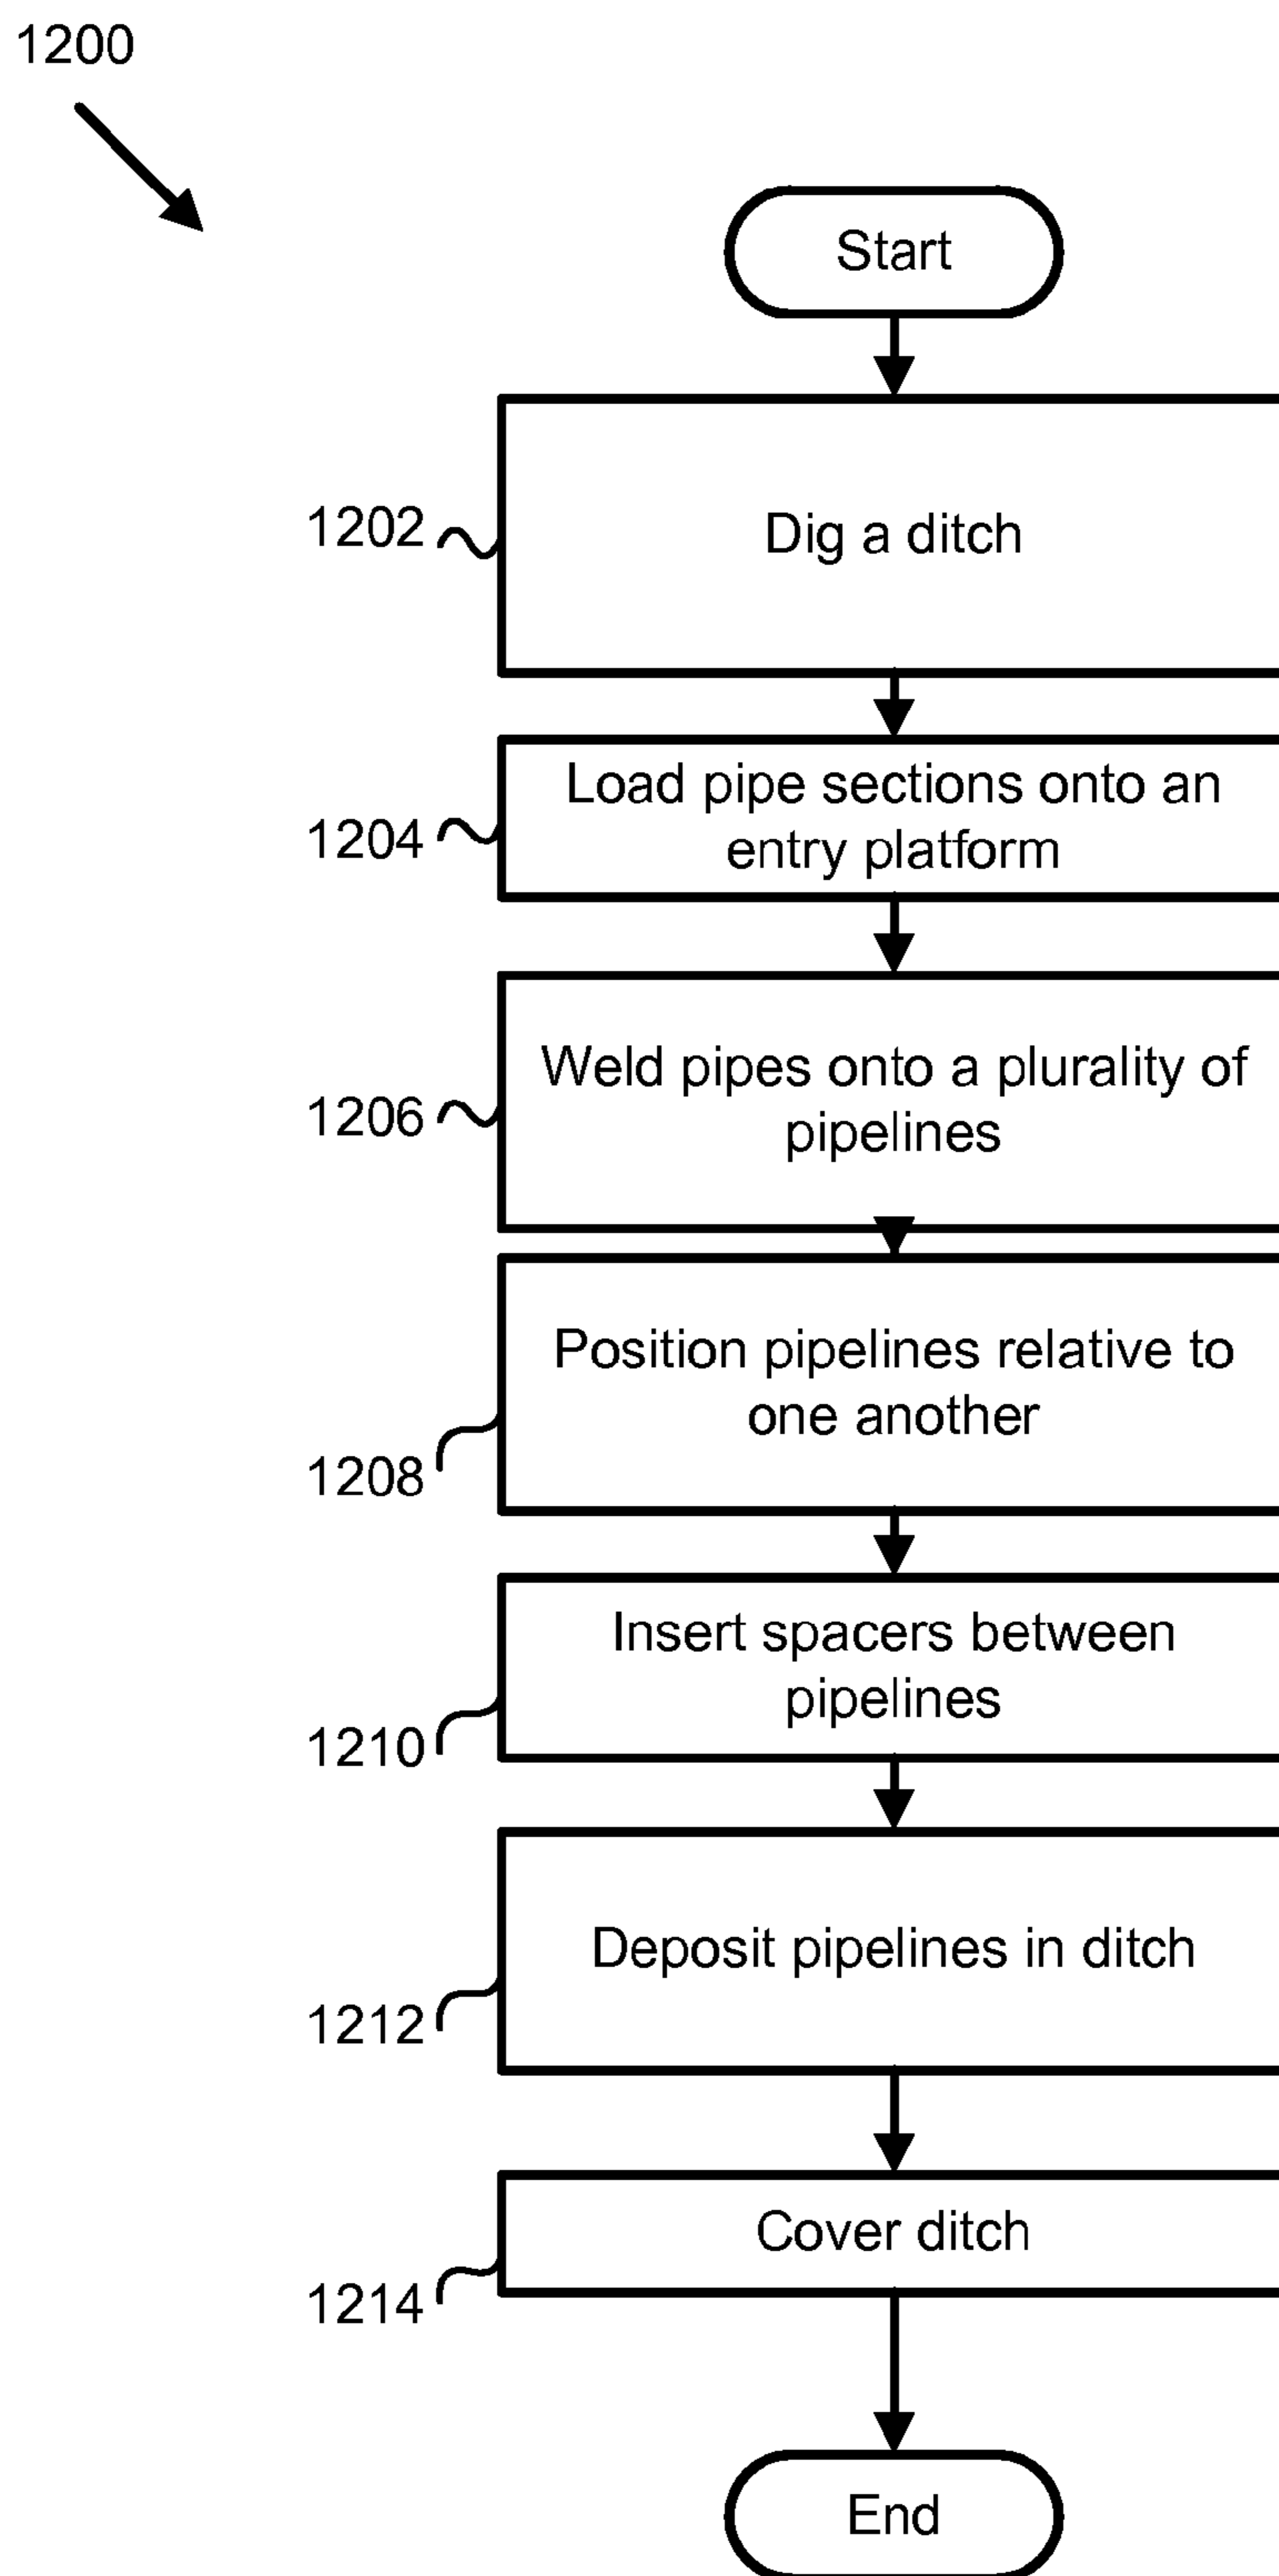 1200
Start
1202
Dig a ditch
1204
Load pipe sections onto an
entry platform
1206
Weld pipes onto a plurality of
pipelines
1208
Position pipelines relative to
one another
1210
Insert spacers between
pipelines
1212
Deposit pipelines in ditch
1214
Cover ditch
End